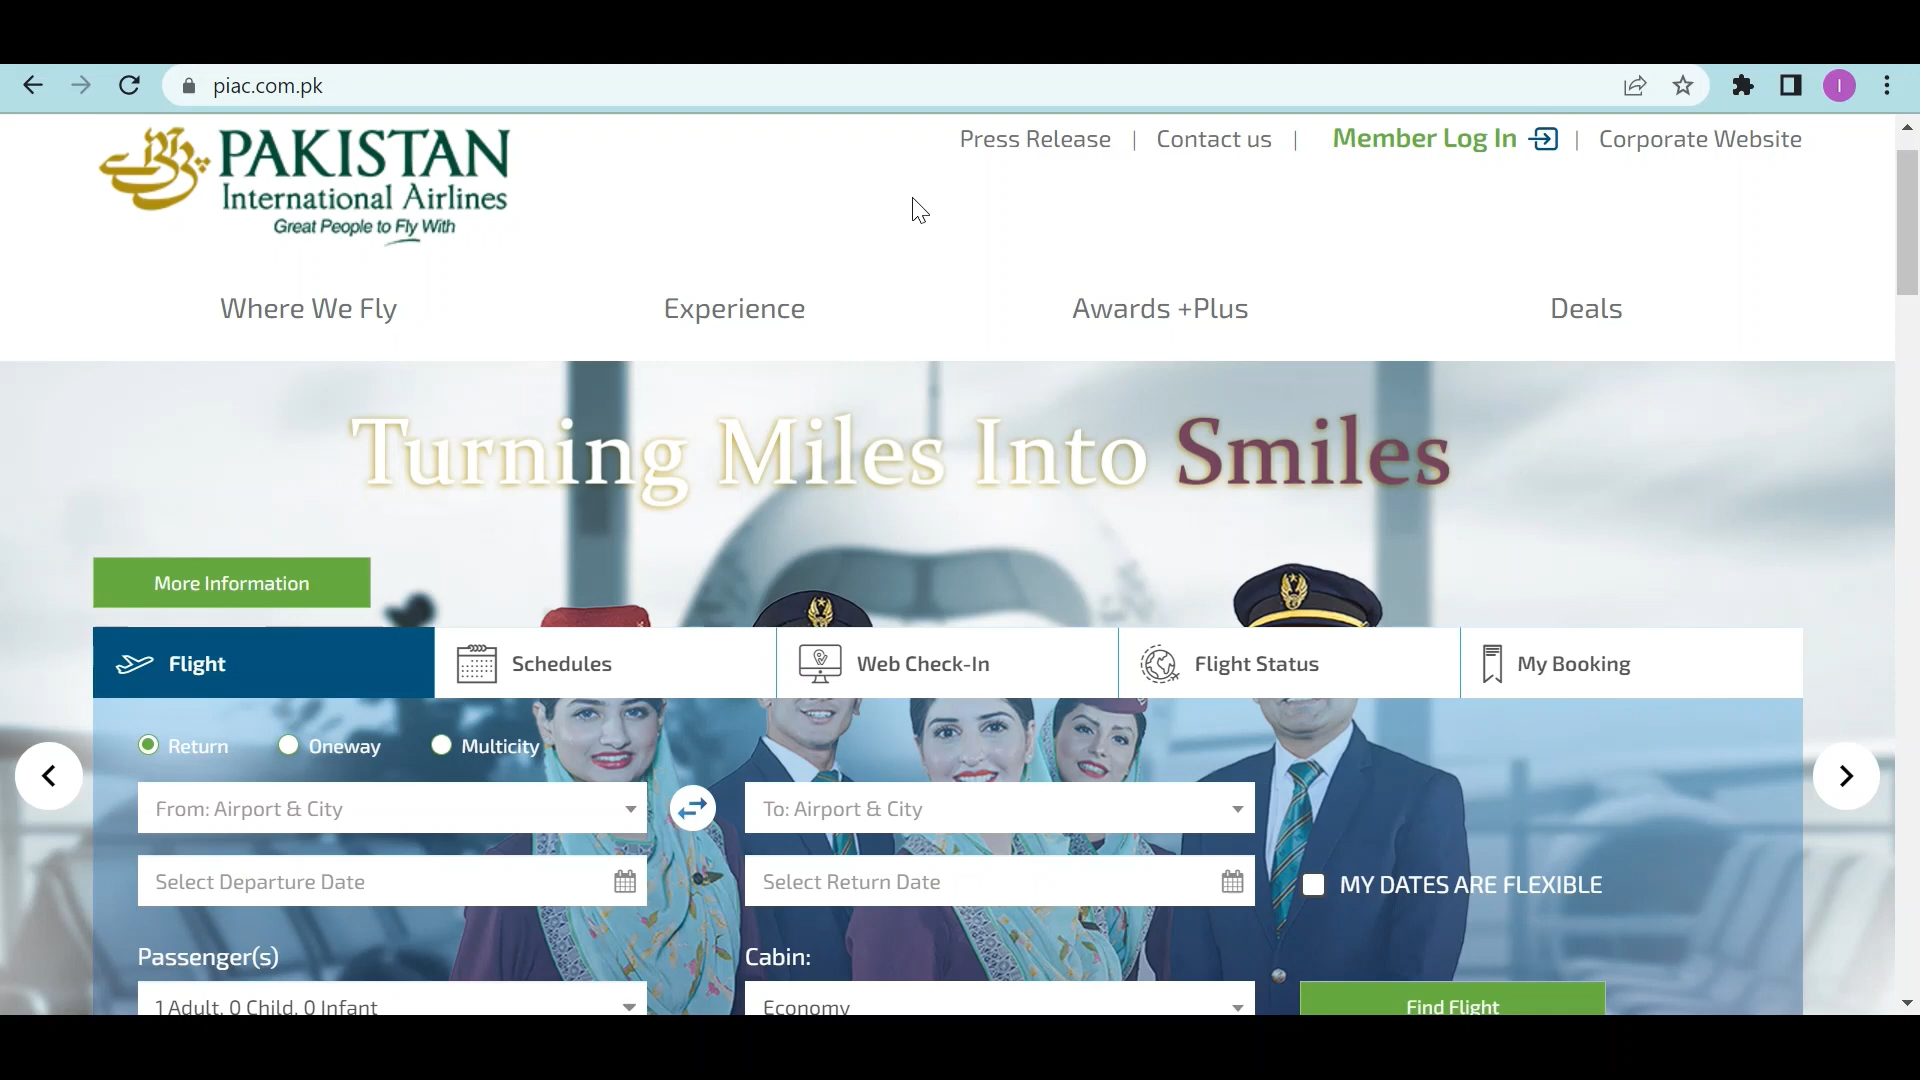 piac.com.pk
I
PAKISTAN
International Airlines
Great People to Fly With
Press Release | Contact us | Member Log In | Corporate Website
Where We Fly Experience Awards +Plus Deals
Turning Miles Into Smiles
More Information
Flight Schedules Web Check-In Flight Status My Booking
Return Oneway Multicity
From: Airport & City To: Airport & City
Select Departure Date Select Return Date MY DATES ARE FLEXIBLE
Passenger(s) Cabin:
1 Adult, 0 Child, 0 Infant Economy Find Flight